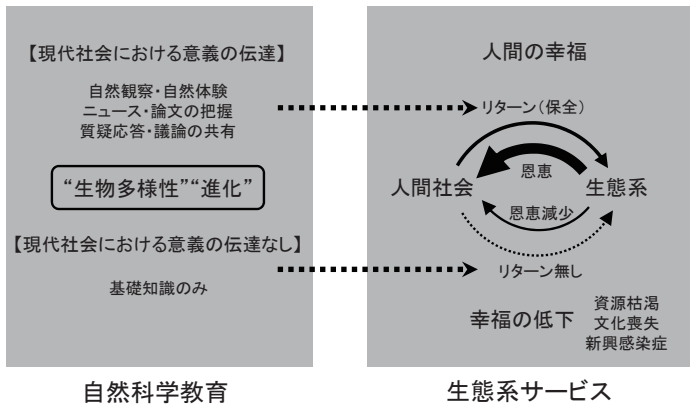 【現代社会における意義の伝達】
自然観察・自然体験
ニュース・論文の把握
質疑応答・議論の共有
“生物多様性”“進化”
【現代社会における意義の伝達なし】
基礎知識のみ
自然科学教育
人間の幸福
リターン（保全）
恩恵
人間社会
生態系
恩恵減少
リターン無し
幸福の低下
資源枯渇
文化喪失
新興感染症
生態系サービス